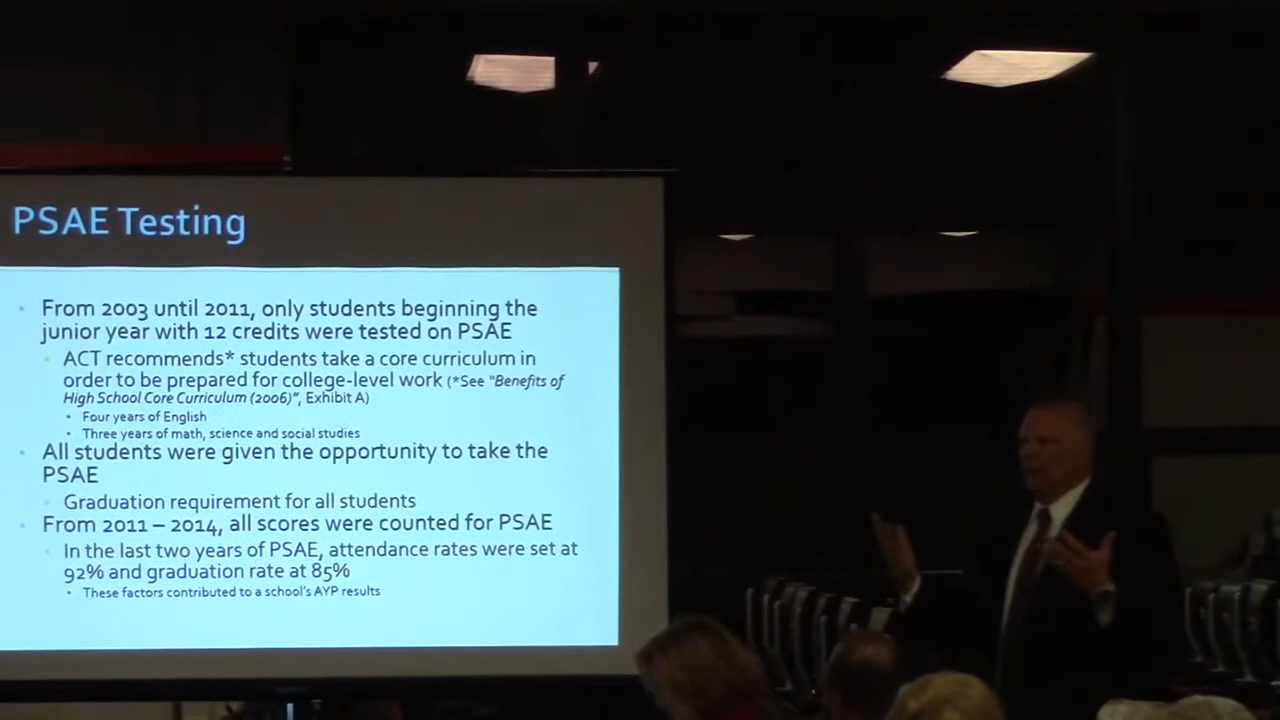 PSAE Testing
From 2003 until 2011, only students beginning the
junior year with 12 credits were tested on PSAE
ACT recommends* students take a core curriculum in
order to be prepared for college-level work (*See "Benefits of
High School Core Curriculum (2006)", Exhibit A)
Four years of English
Three years of math, science and social studies
All students were given the opportunity to take the
PSAE
Graduation requirement for all students
From 2011 – 2014, all scores were counted for PSAE
In the last two years of PSAE, attendance rates were set at
92% and graduation rate at 85%
These factors contributed to a school's AYP results